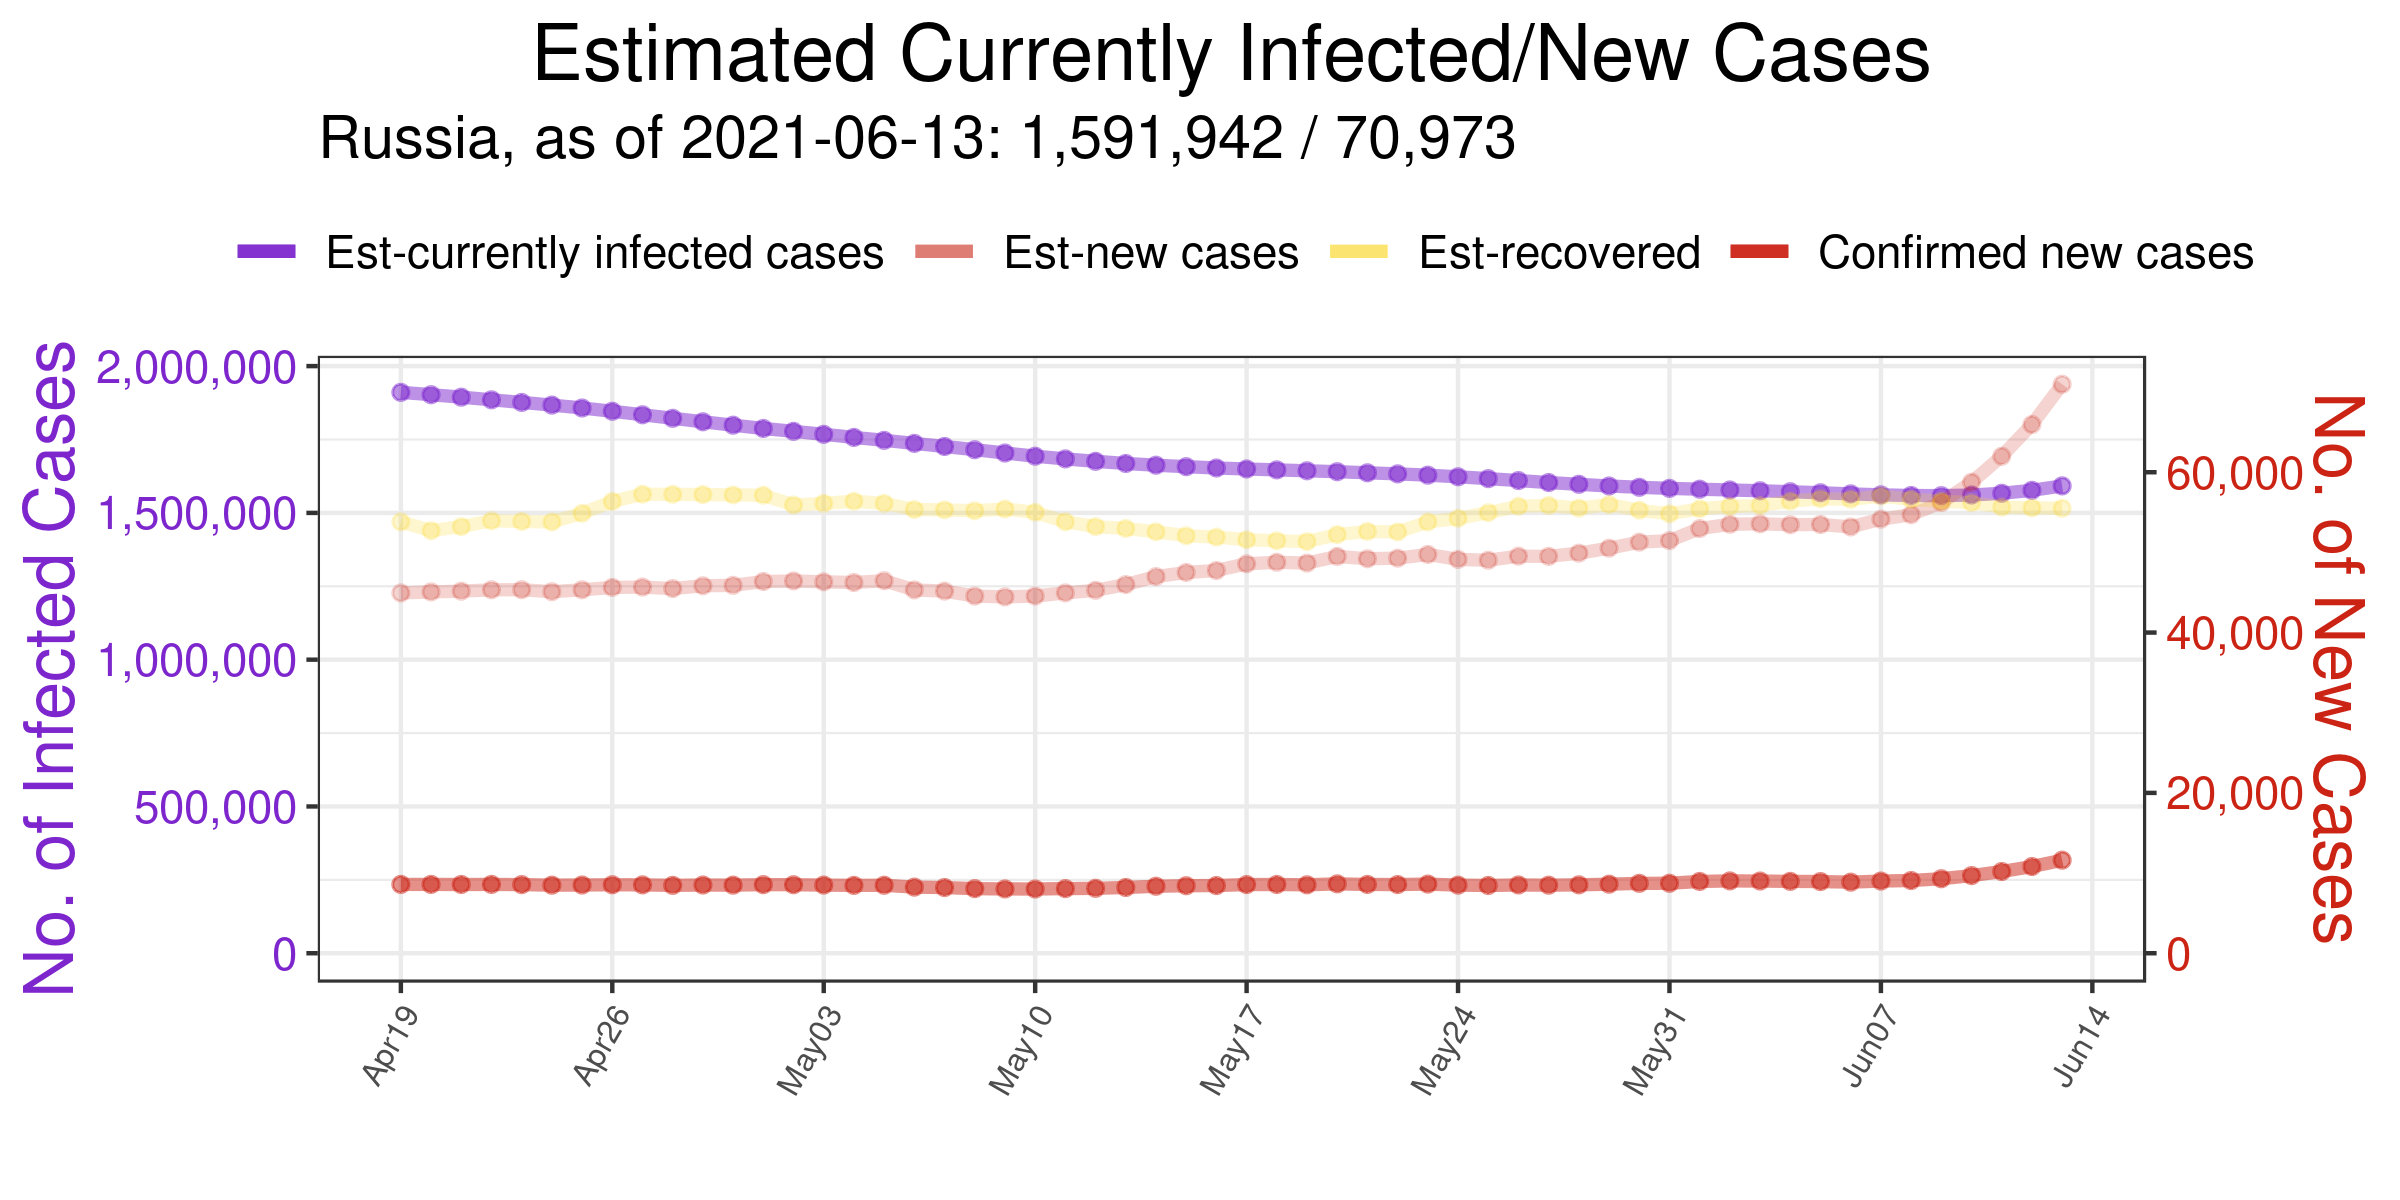 Estimated Currently Infected/New Cases
Russia, as of 2021-06-13: 1,591,942 / 70,973
Est-currently infected cases Est-new cases Est-recovered Confirmed new cases
No. of Infected Cases
2,000,000
1,500,000
1,000,000
500,000
0
60,000
40,000
20,000
0
No. of New Cases
Apr19 Apr26 May03 May10 May17 May24 May31 Jun07 Jun14